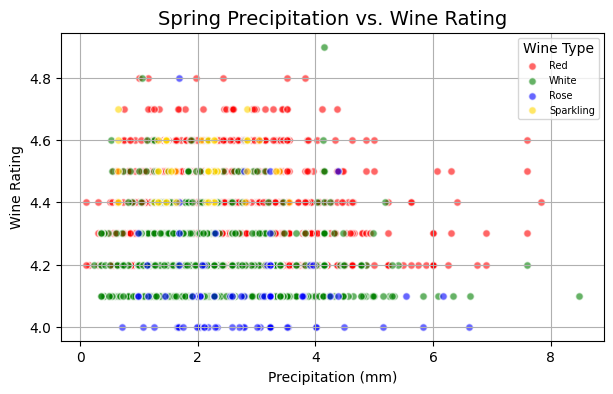 Spring Precipitation vs. Wine Rating
Wine Type
Red
White
Rose
Sparkling
4.8
4.6
4.4
4.2
4.0
Wine Rating
0
2
4
6
8
Precipitation (mm)